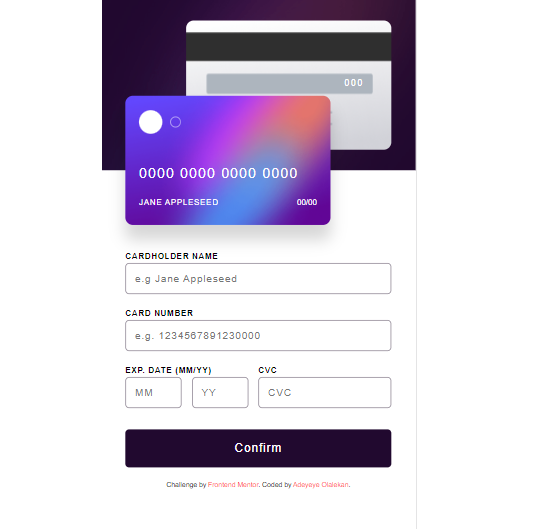 000
0000 0000 0000 0000
JANE APPLESEED 00/00
CARDHOLDER NAME
e.g Jane Appleseed
CARD NUMBER
e.g. 1234567891230000
EXP. DATE (MM/YY) CVC
MM YY CVC
Confirm
Challenge by Frontend Mentor. Coded by Adeyeye Olalekan.